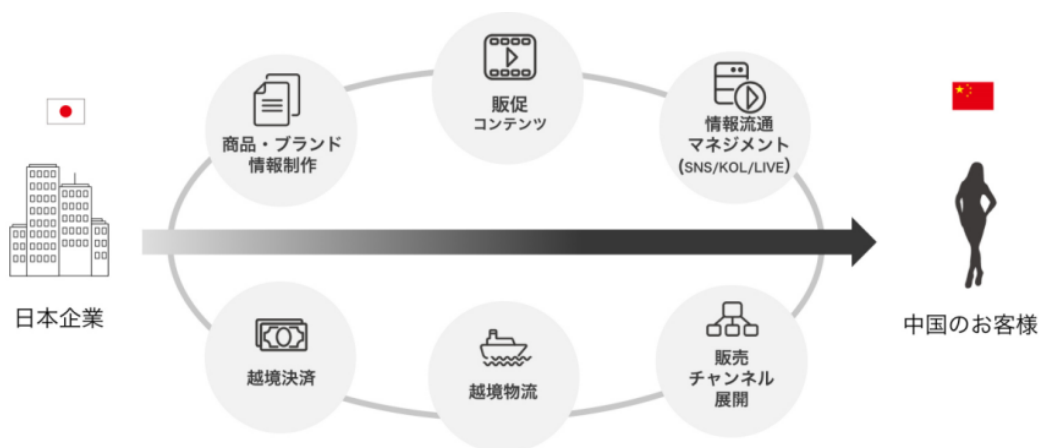 商品・ブランド
情報制作
販促
コンテンツ
情報流通
マネジメント
(SNS/KOL/LIVE)
日本企業
中国のお客様
越境決済
越境物流
販売
チャンネル
展開